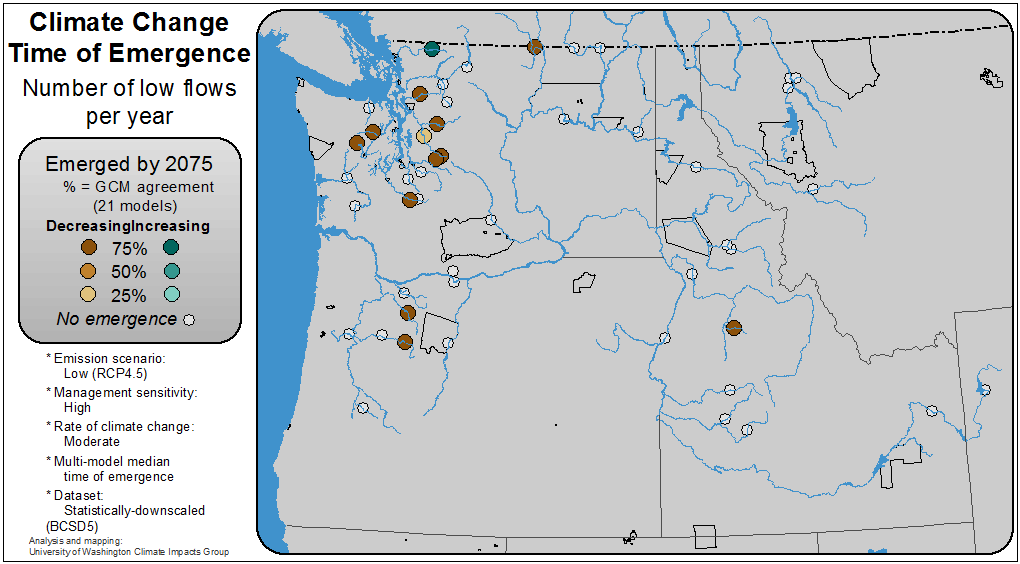 Climate Change
Time of Emergence
Number of low flows
per year
Emerged by 2075
% = GCM agreement
(21 models)
DecreasingIncreasing
75%
50%
25%
No emergence
* Emission scenario:
Low (RCP4.5)
* Management sensitivity:
High
* Rate of climate change:
Moderate
* Multi-model median
time of emergence
* Dataset:
Statistically-downscaled
(BCSD5)
Analysis and mapping:
University of Washington Climate Impacts Group